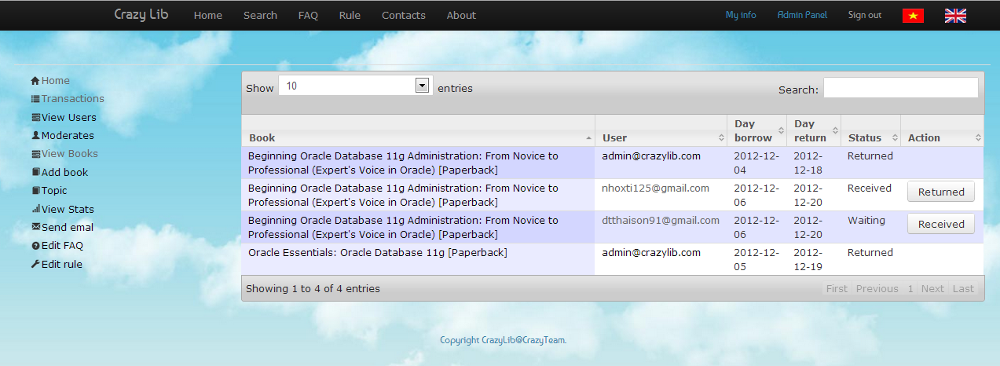 Crazy Lib Home Search FAQ Rule Contacts About My info Admin Panel Sign out
Home
Transactions
View Users
Moderates
View Books
Add book
Topic
View Stats
Send emal
Edit FAQ
Edit rule
Show 10 entries Search:
Book User Day borrow Day return Status Action
Beginning Oracle Database 11g Administration: From Novice to admin@crazylib.com 2012-12- 2012- Returned
Professional (Expert's Voice in Oracle) [Paperback] 04 12-18
Beginning Oracle Database 11g Administration: From Novice to nhoxti125@gmail.com 2012-12- 2012- Received Returned
Professional (Expert's Voice in Oracle) [Paperback] 06 12-20
Beginning Oracle Database 11g Administration: From Novice to dtthaison91@gmail.com 2012-12- 2012- Waiting Received
Professional (Expert's Voice in Oracle) [Paperback] 06 12-20
Oracle Essentials: Oracle Database 11g [Paperback] admin@crazylib.com 2012-12- 2012- Returned
05 12-19
Showing 1 to 4 of 4 entries First Previous 1 Next Last
Copyright CrazyLib@CrazyTeam.